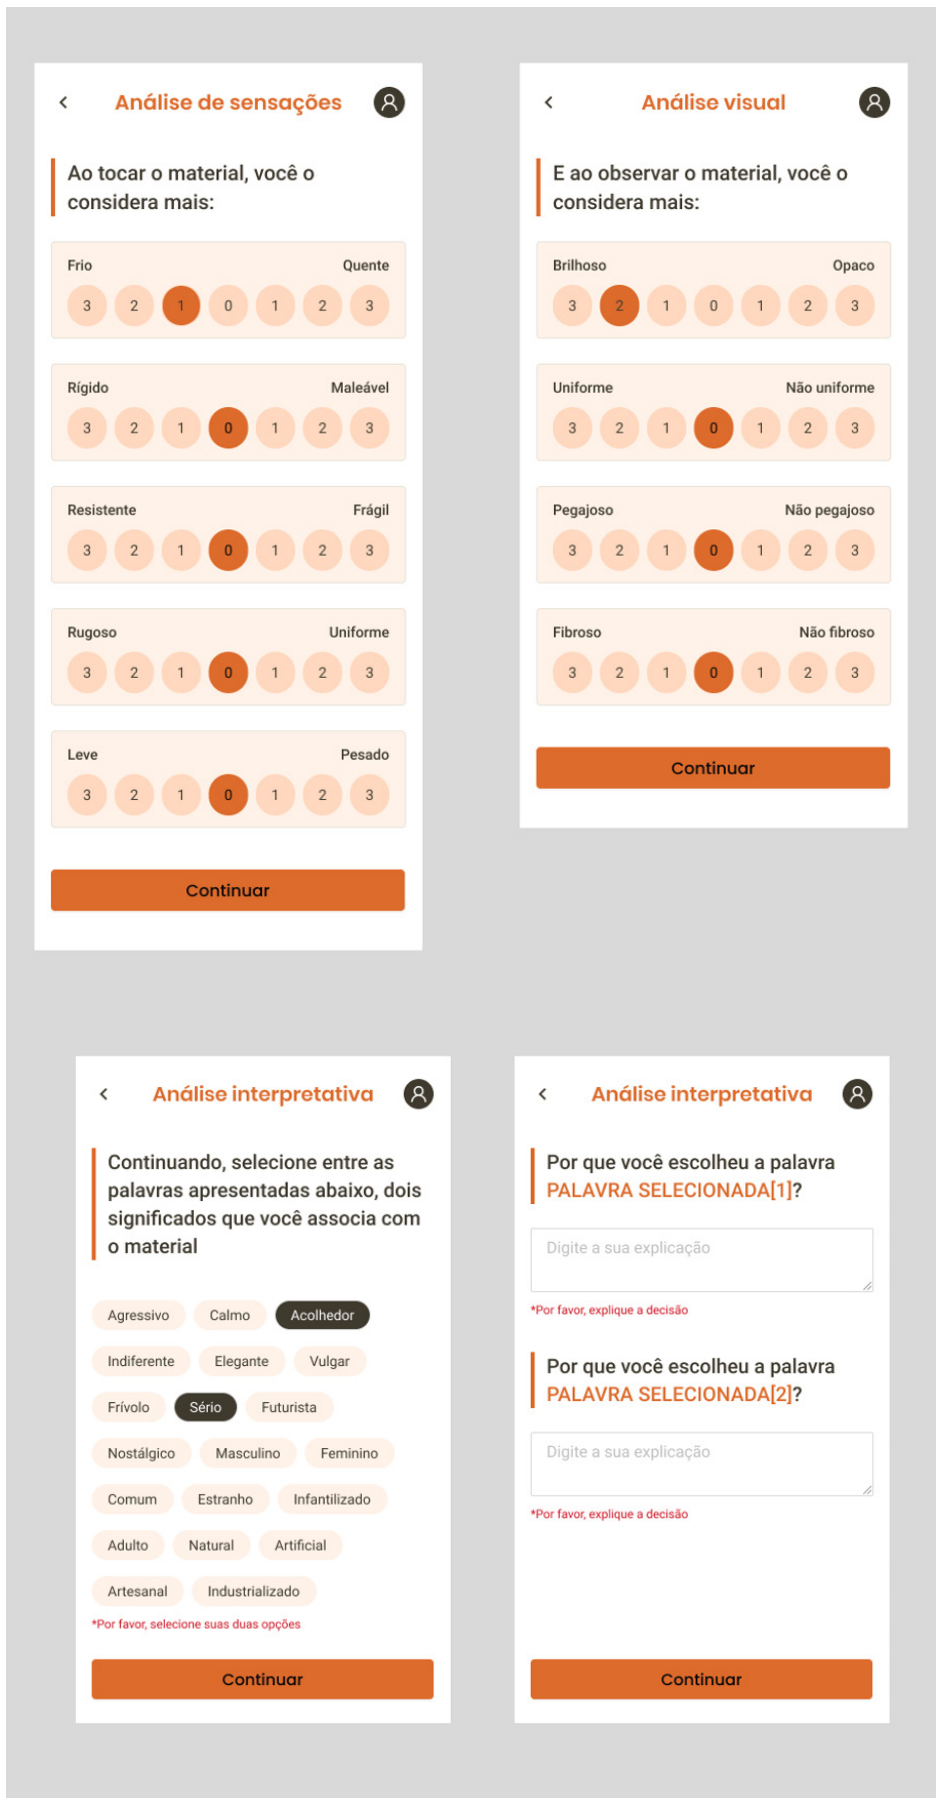 Análise de sensações
Ao tocar o material, você o
considera mais:
Frio Quente
3 2 1 0 1 2 3
Rígido Maleável
3 2 1 0 1 2 3
Resistente Frágil
3 2 1 0 1 2 3
Rugoso Uniforme
3 2 1 0 1 2 3
Leve Pesado
3 2 1 0 1 2 3
Continuar
Análise visual
E ao observar o material, você o
considera mais:
Brilhoso Opaco
3 2 1 0 1 2 3
Uniforme Não uniforme
3 2 1 0 1 2 3
Pegajoso Não pegajoso
3 2 1 0 1 2 3
Fibroso Não fibroso
3 2 1 0 1 2 3
Continuar
Análise interpretativa
Continuando, selecione entre as
palavras apresentadas abaixo, dois
significados que você associa com
o material
Agressivo Calmo Acolhedor
Indiferente Elegante Vulgar
Frívolo Sério Futurista
Nostálgico Masculino Feminino
Comum Estranho Infantilizado
Adulto Natural Artificial
Artesanal Industrializado
*Por favor, selecione suas duas opções
Continuar
Análise interpretativa
Por que você escolheu a palavra
PALAVRA SELECIONADA[1]?
Digite a sua explicação
*Por favor, explique a decisão
Por que você escolheu a palavra
PALAVRA SELECIONADA[2]?
Digite a sua explicação
*Por favor, explique a decisão
Continuar